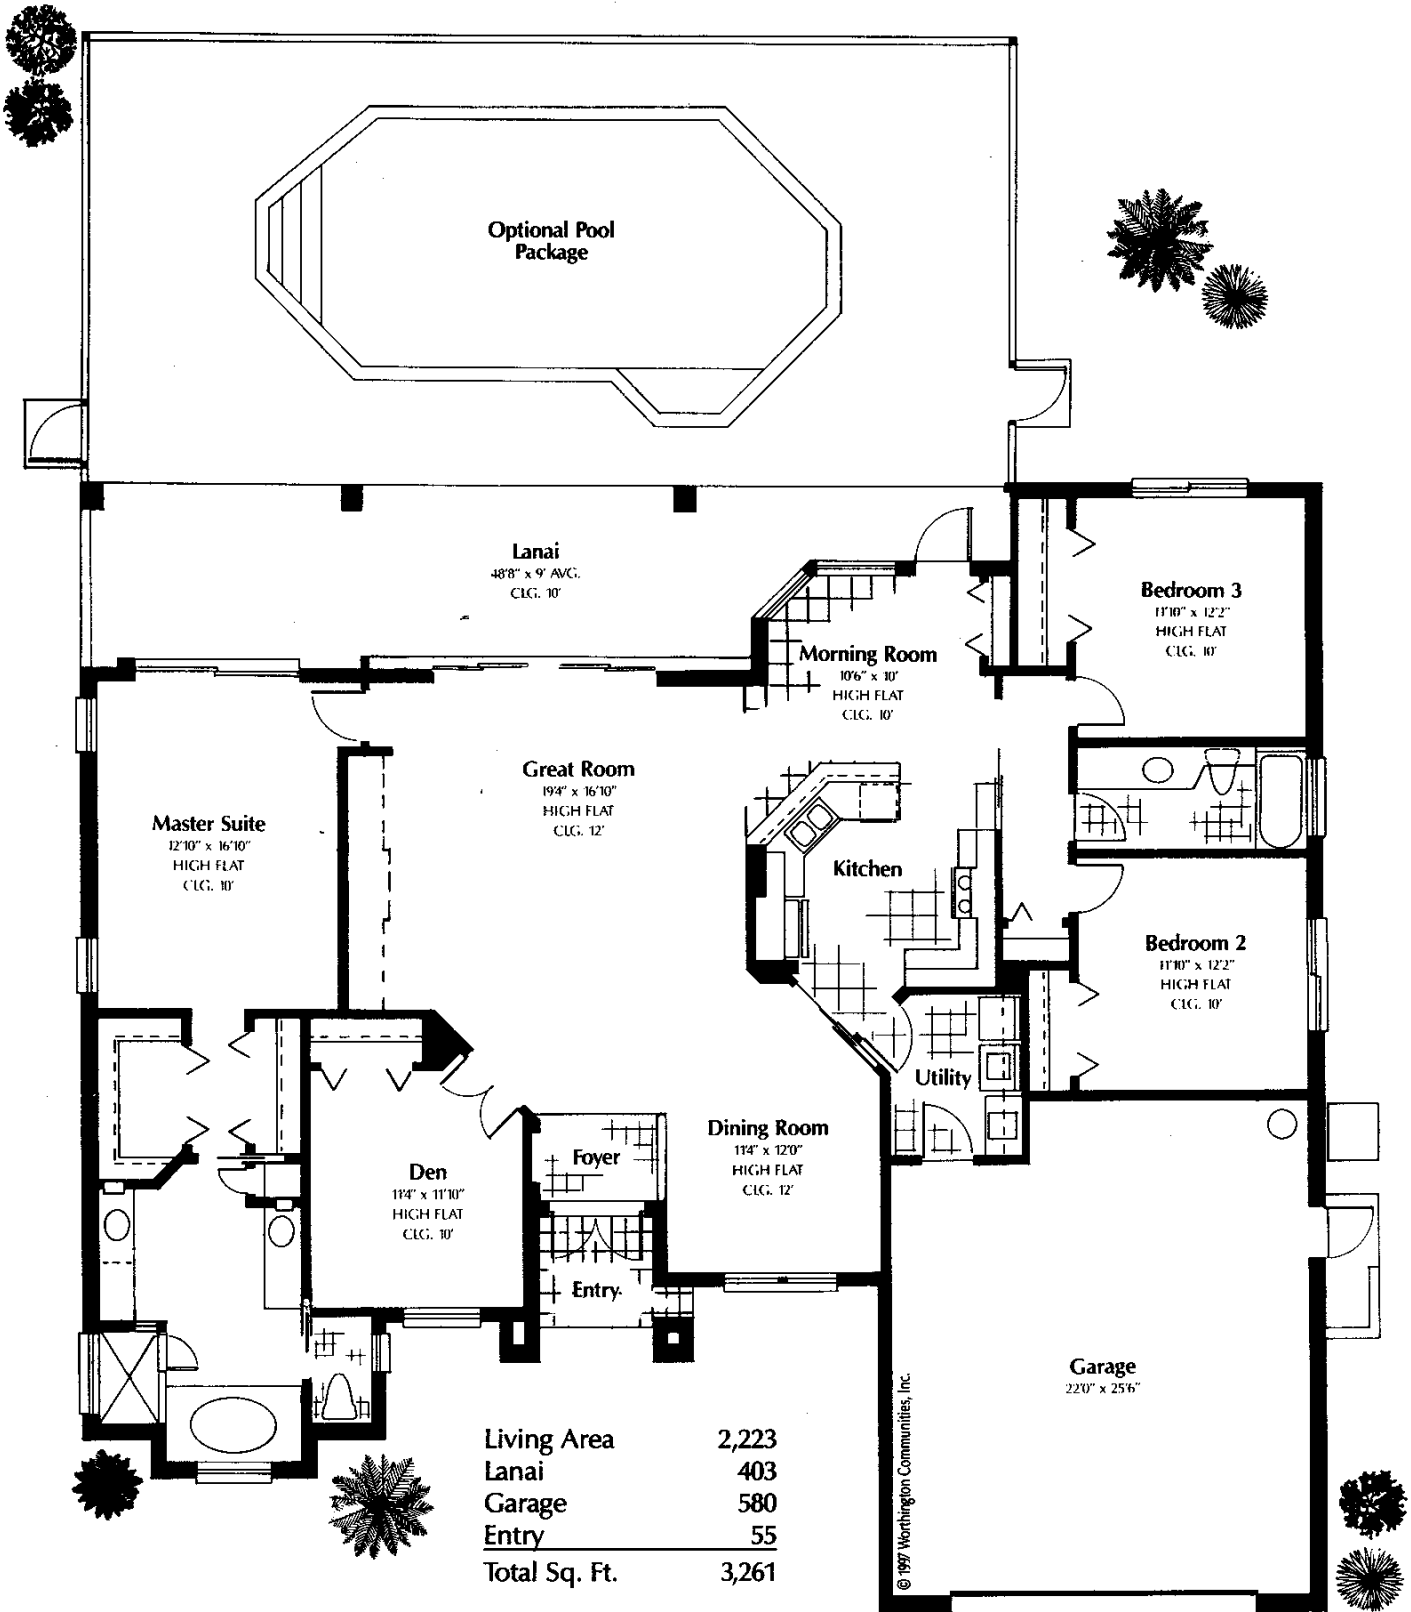 Optional Pool
Package
Lanai
48'8" x 9' AVG.
CLG. 10'
Bedroom 3
11'10" x 12'2"
HIGH FLAT
CLG. 10'
Morning Room
10'6" x 10'
HIGH FLAT
CLG. 10'
Great Room
19'4" x 16'10"
HIGH FLAT
CLG. 12'
Master Suite
12'10" x 16'10"
HIGH FLAT
CLG. 10'
Kitchen
Bedroom 2
11'10" x 12'2"
HIGH FLAT
CLG. 10'
Utility
Dining Room
11'4" x 12'0"
HIGH FLAT
CLG. 12'
Foyer
Den
11'4" x 11'10"
HIGH FLAT
CLG. 10'
Entry
Garage
22'0" x 25'6"
Living Area 2,223
Lanai 403
Garage 580
Entry 55
Total Sq. Ft. 3,261
© 1997 Worthington Communities, Inc.